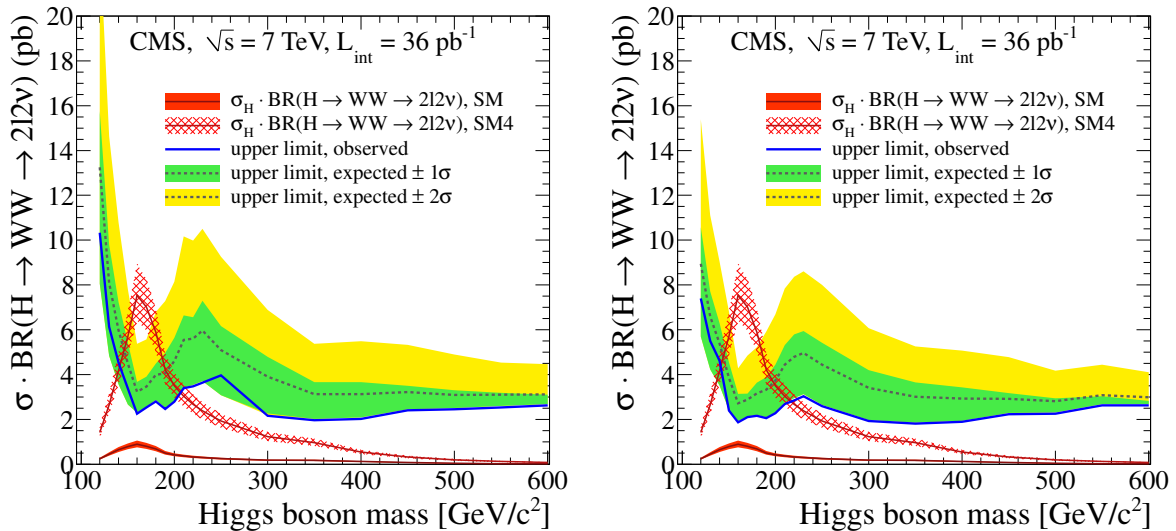 CMS, √s = 7 TeV, L_int = 36 pb⁻¹
σ_H · BR(H → WW → 2l2ν), SM
σ_H · BR(H → WW → 2l2ν), SM4
upper limit, observed
upper limit, expected ± 1σ
upper limit, expected ± 2σ
σ · BR(H → WW → 2l2ν) (pb)
20
18
16
14
12
10
8
6
4
2
0
100 200 300 400 500 600
Higgs boson mass [GeV/c²]
CMS, √s = 7 TeV, L_int = 36 pb⁻¹
σ_H · BR(H → WW → 2l2ν), SM
σ_H · BR(H → WW → 2l2ν), SM4
upper limit, observed
upper limit, expected ± 1σ
upper limit, expected ± 2σ
σ · BR(H → WW → 2l2ν) (pb)
20
18
16
14
12
10
8
6
4
2
0
100 200 300 400 500 600
Higgs boson mass [GeV/c²]